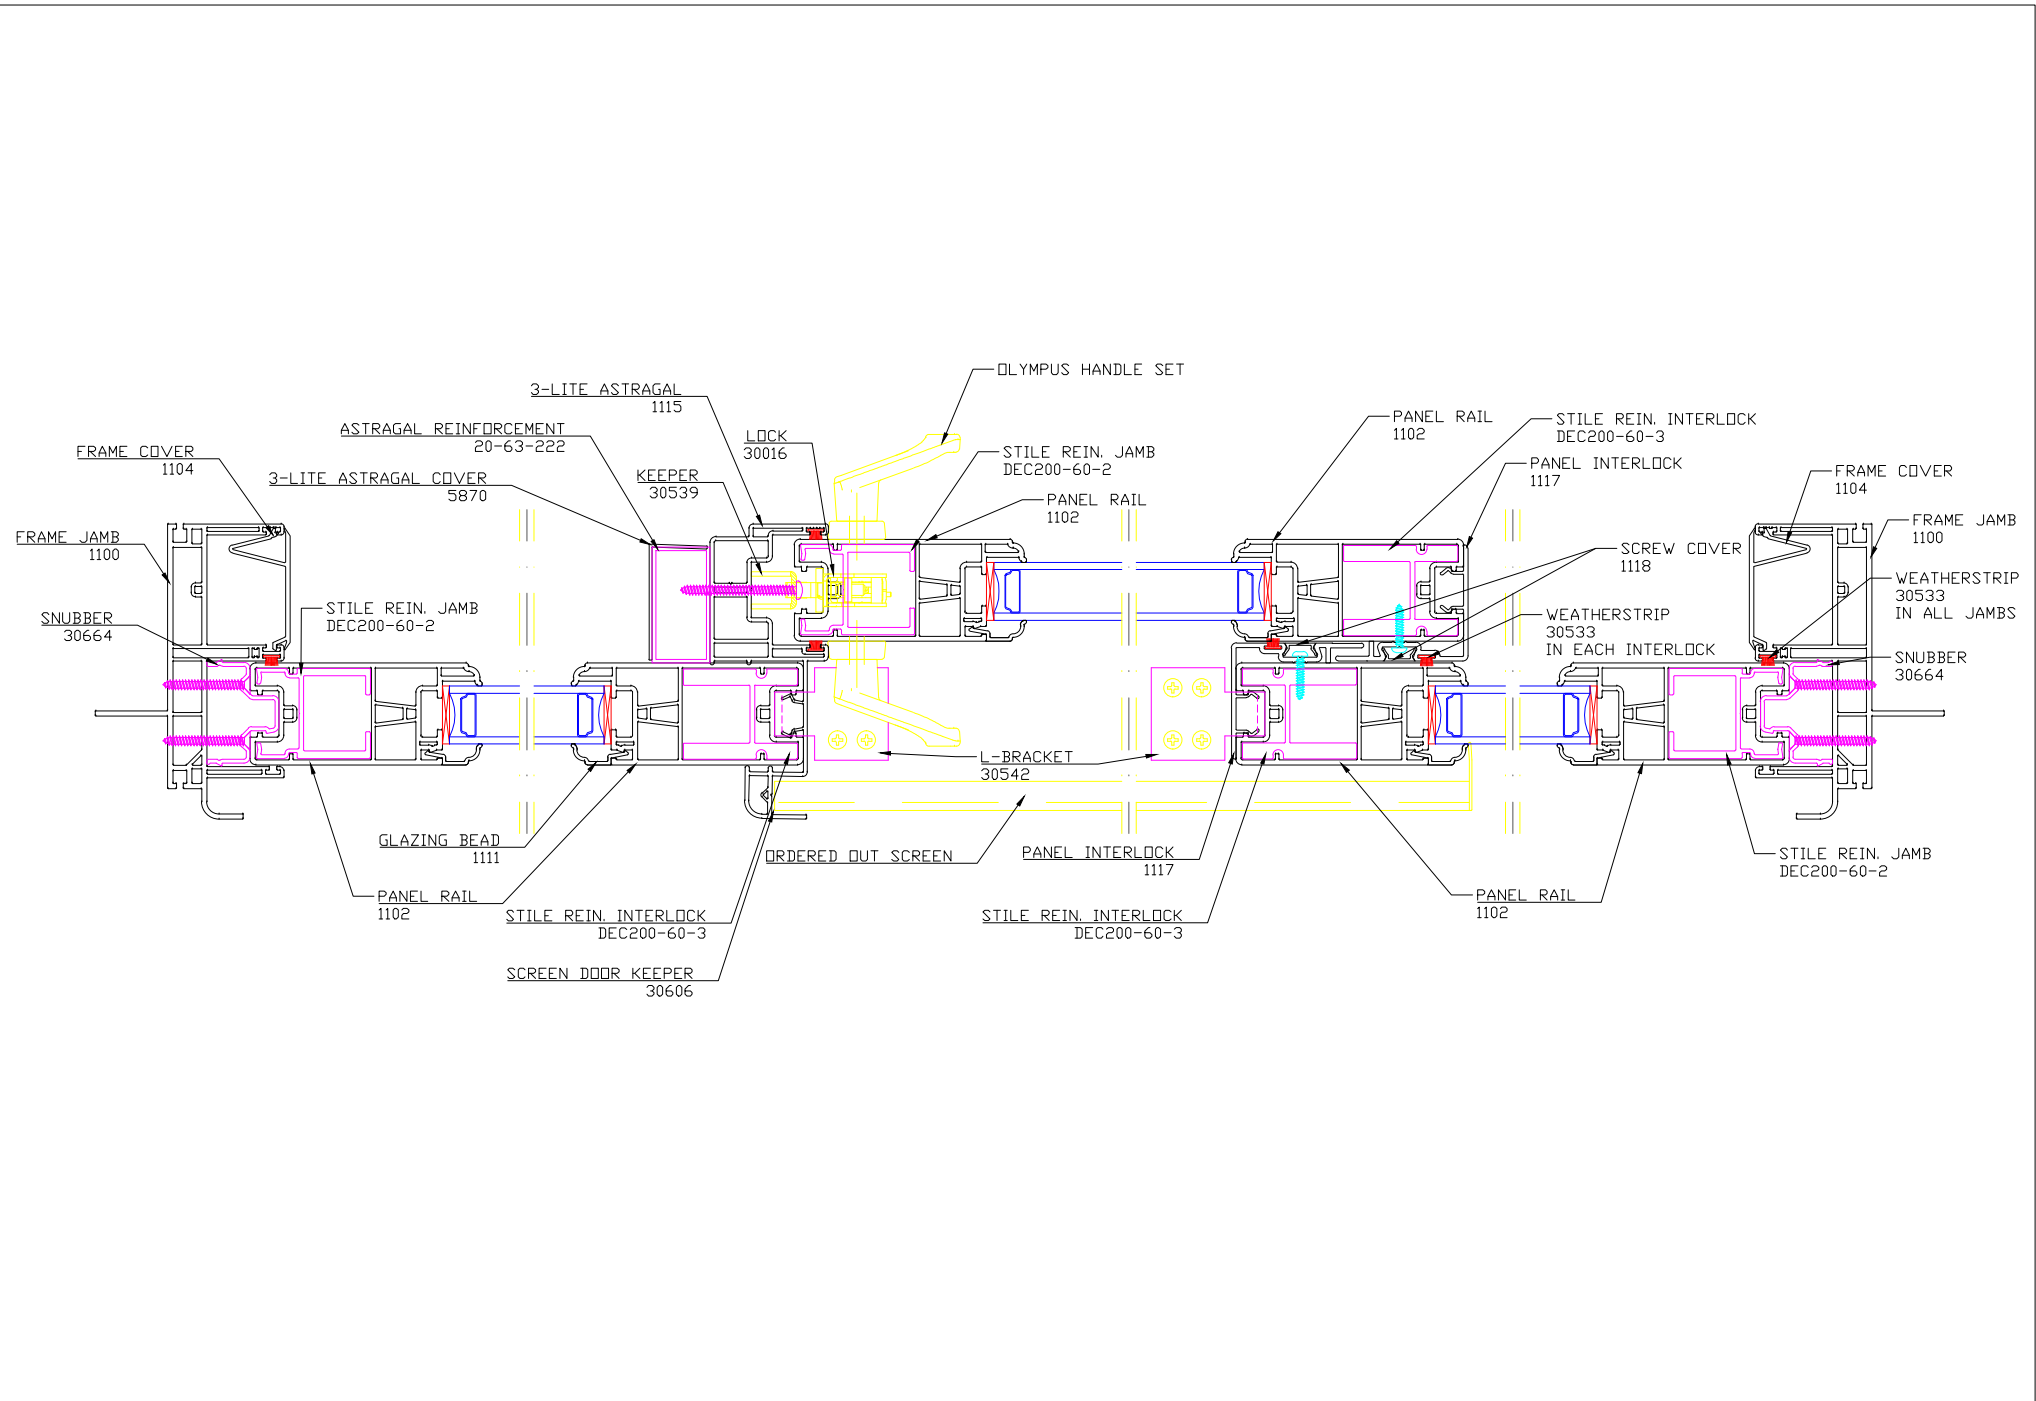 OLYMPUS HANDLE SET
3-LITE ASTRAGAL
1115
ASTRAGAL REINFORCEMENT
20-63-222
LOCK
30016
FRAME COVER
1104
3-LITE ASTRAGAL COVER
5870
KEEPER
30539
STILE REIN. JAMB
DEC200-60-2
PANEL RAIL
1102
PANEL RAIL
1102
STILE REIN. INTERLOCK
DEC200-60-3
PANEL INTERLOCK
1117
FRAME COVER
1104
FRAME JAMB
1100
FRAME JAMB
1100
SCREW COVER
1118
WEATHERSTRIP
30533
IN ALL JAMBS
SNUBBER
30664
STILE REIN. JAMB
DEC200-60-2
WEATHERSTRIP
30533
IN EACH INTERLOCK
SNUBBER
30664
L-BRACKET
30542
GLAZING BEAD
1111
ORDERED OUT SCREEN
PANEL INTERLOCK
1117
STILE REIN. JAMB
DEC200-60-2
PANEL RAIL
1102
PANEL RAIL
1102
STILE REIN. INTERLOCK
DEC200-60-3
STILE REIN. INTERLOCK
DEC200-60-3
SCREEN DOOR KEEPER
30606